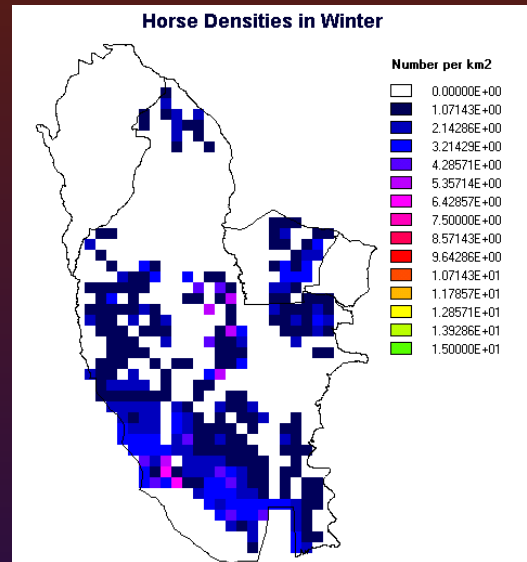 Horse Densities in Winter
Number per km2
0.00000E+00
1.07143E+00
2.14286E+00
3.21429E+00
4.28571E+00
5.35714E+00
6.42857E+00
7.50000E+00
8.57143E+00
9.64286E+00
1.07143E+01
1.17857E+01
1.28571E+01
1.39286E+01
1.50000E+01